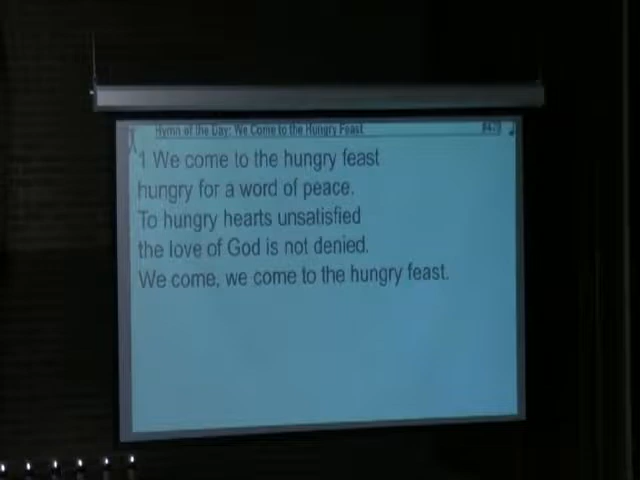 Hymn of the Day: We Come to the Hungry Feast
1 We come to the hungry feast
hungry for a word of peace.
To hungry hearts unsatisfied
the love of God is not denied.
We come, we come to the hungry feast.